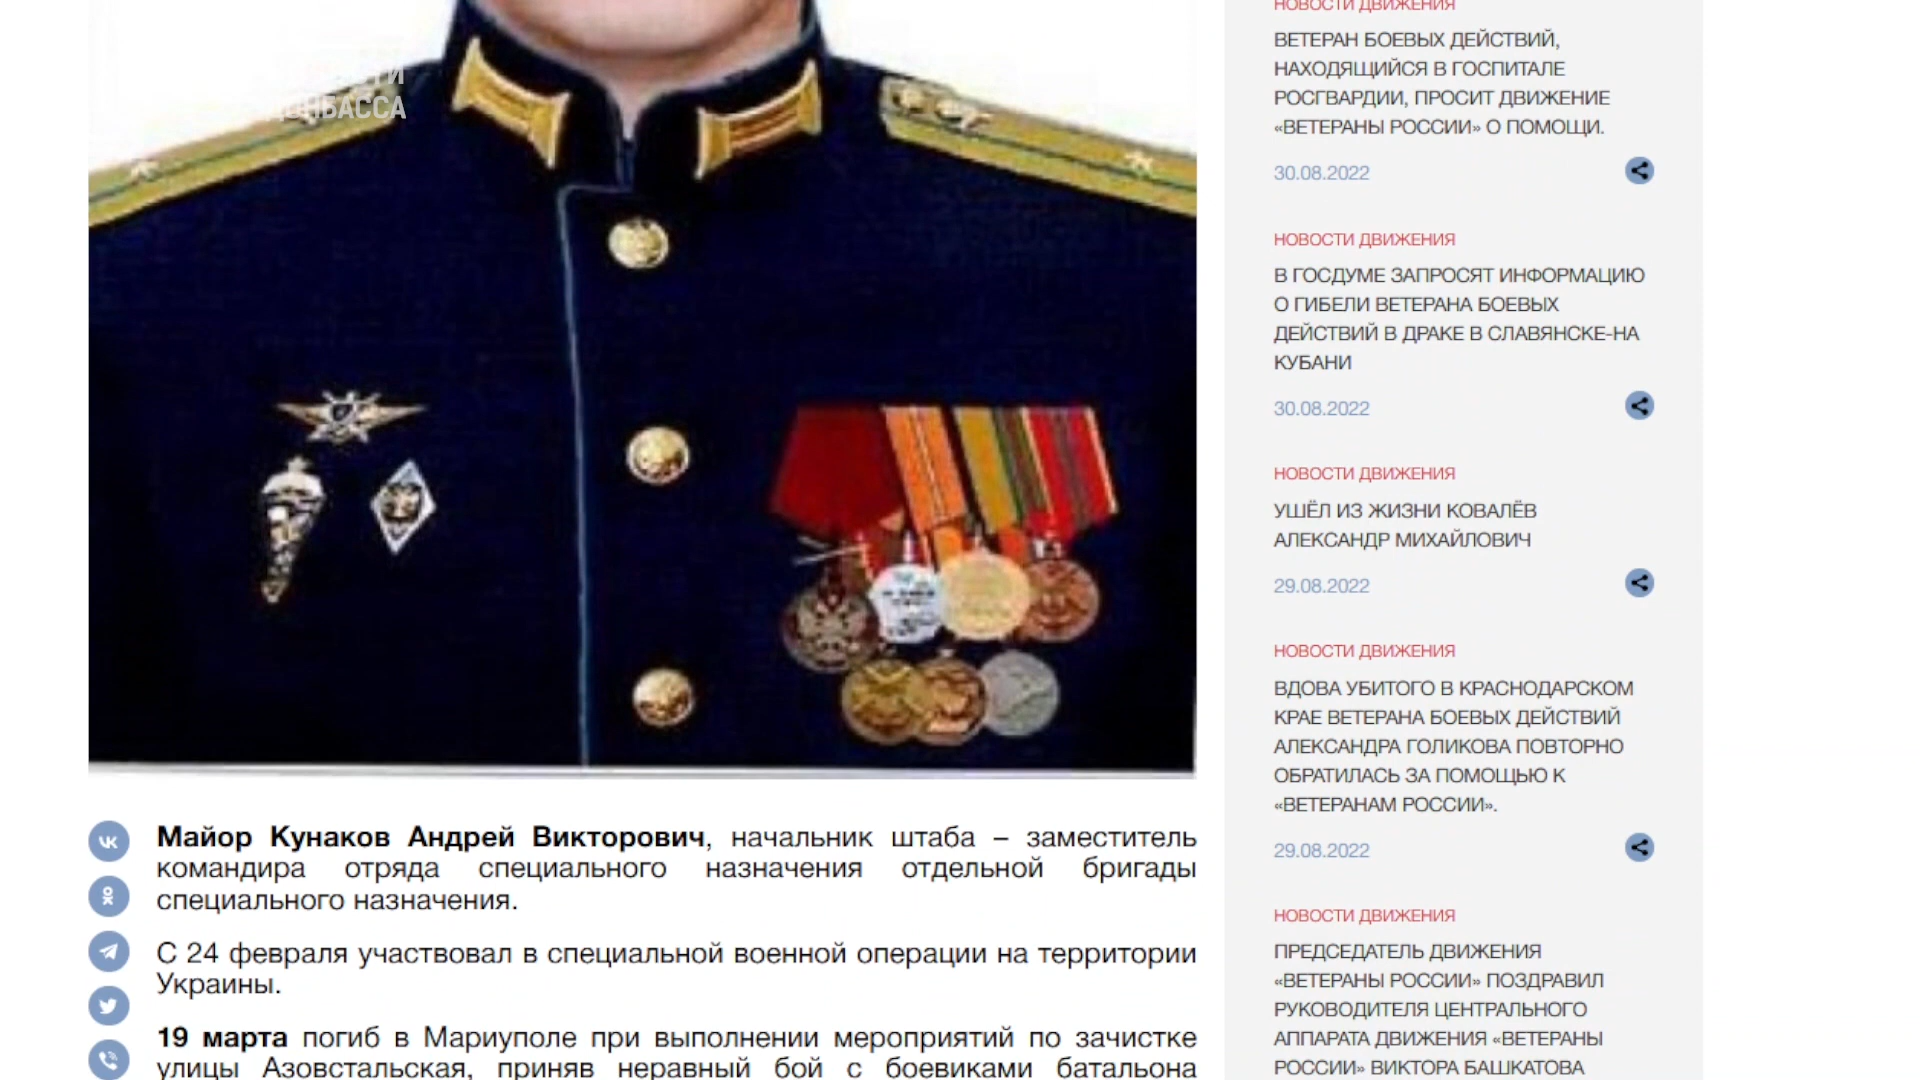 ДОНБАССА
Майор Кунаков Андрей Викторович, начальник штаба – заместитель
командира отряда специального назначения отдельной бригады
специального назначения.
С 24 февраля участвовал в специальной военной операции на территории
Украины.
19 марта погиб в Мариуполе при выполнении мероприятий по зачистке
улицы Азовстальская, приняв неравный бой с боевиками батальона
НОВОСТИ ДВИЖЕНИЯ
ВЕТЕРАН БОЕВЫХ ДЕЙСТВИЙ,
НАХОДЯЩИЙСЯ В ГОСПИТАЛЕ
РОСГВАРДИИ, ПРОСИТ ДВИЖЕНИЕ
«ВЕТЕРАНЫ РОССИИ» О ПОМОЩИ.
30.08.2022
НОВОСТИ ДВИЖЕНИЯ
В ГОСДУМЕ ЗАПРОСЯТ ИНФОРМАЦИЮ
О ГИБЕЛИ ВЕТЕРАНА БОЕВЫХ
ДЕЙСТВИЙ В ДРАКЕ В СЛАВЯНСКЕ-НА
КУБАНИ
30.08.2022
НОВОСТИ ДВИЖЕНИЯ
УШЁЛ ИЗ ЖИЗНИ КОВАЛЁВ
АЛЕКСАНДР МИХАЙЛОВИЧ
29.08.2022
НОВОСТИ ДВИЖЕНИЯ
ВДОВА УБИТОГО В КРАСНОДАРСКОМ
КРАЕ ВЕТЕРАНА БОЕВЫХ ДЕЙСТВИЙ
АЛЕКСАНДРА ГОЛИКОВА ПОВТОРНО
ОБРАТИЛАСЬ ЗА ПОМОЩЬЮ К
«ВЕТЕРАНАМ РОССИИ».
29.08.2022
НОВОСТИ ДВИЖЕНИЯ
ПРЕДСЕДАТЕЛЬ ДВИЖЕНИЯ
«ВЕТЕРАНЫ РОССИИ» ПОЗДРАВИЛ
РУКОВОДИТЕЛЯ ЦЕНТРАЛЬНОГО
АППАРАТА ДВИЖЕНИЯ «ВЕТЕРАНЫ
РОССИИ» ВИКТОРА БАШКАТОВА